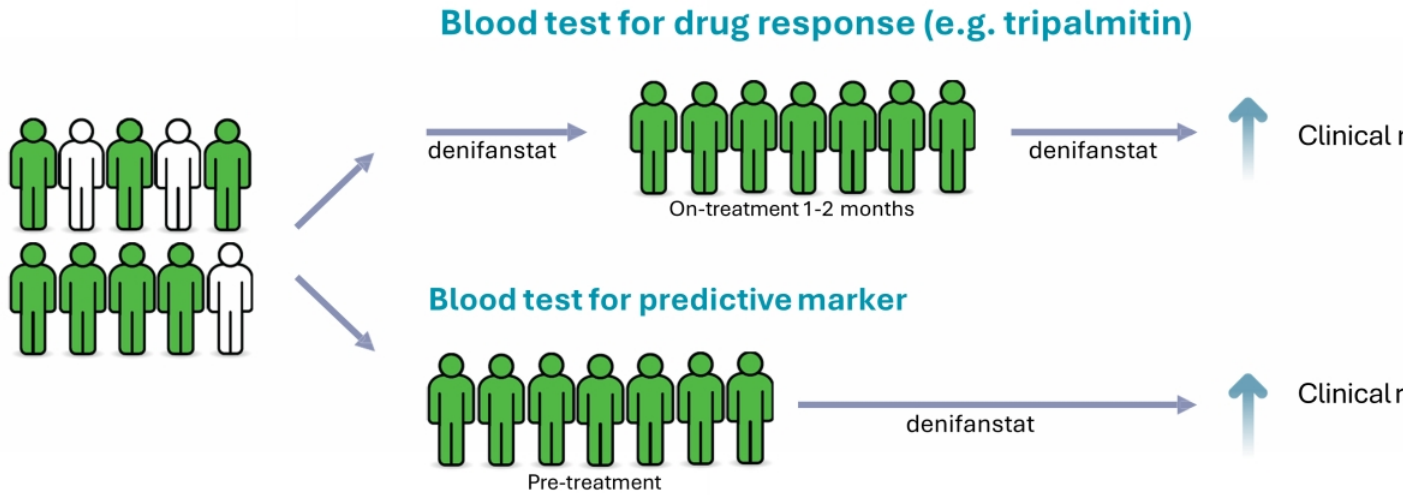 Blood test for drug response (e.g. tripalmitin)
denifanstat
denifanstat
Clinical
On-treatment 1-2 months
Blood test for predictive marker
Clinical
denifanstat
Pre-treatment